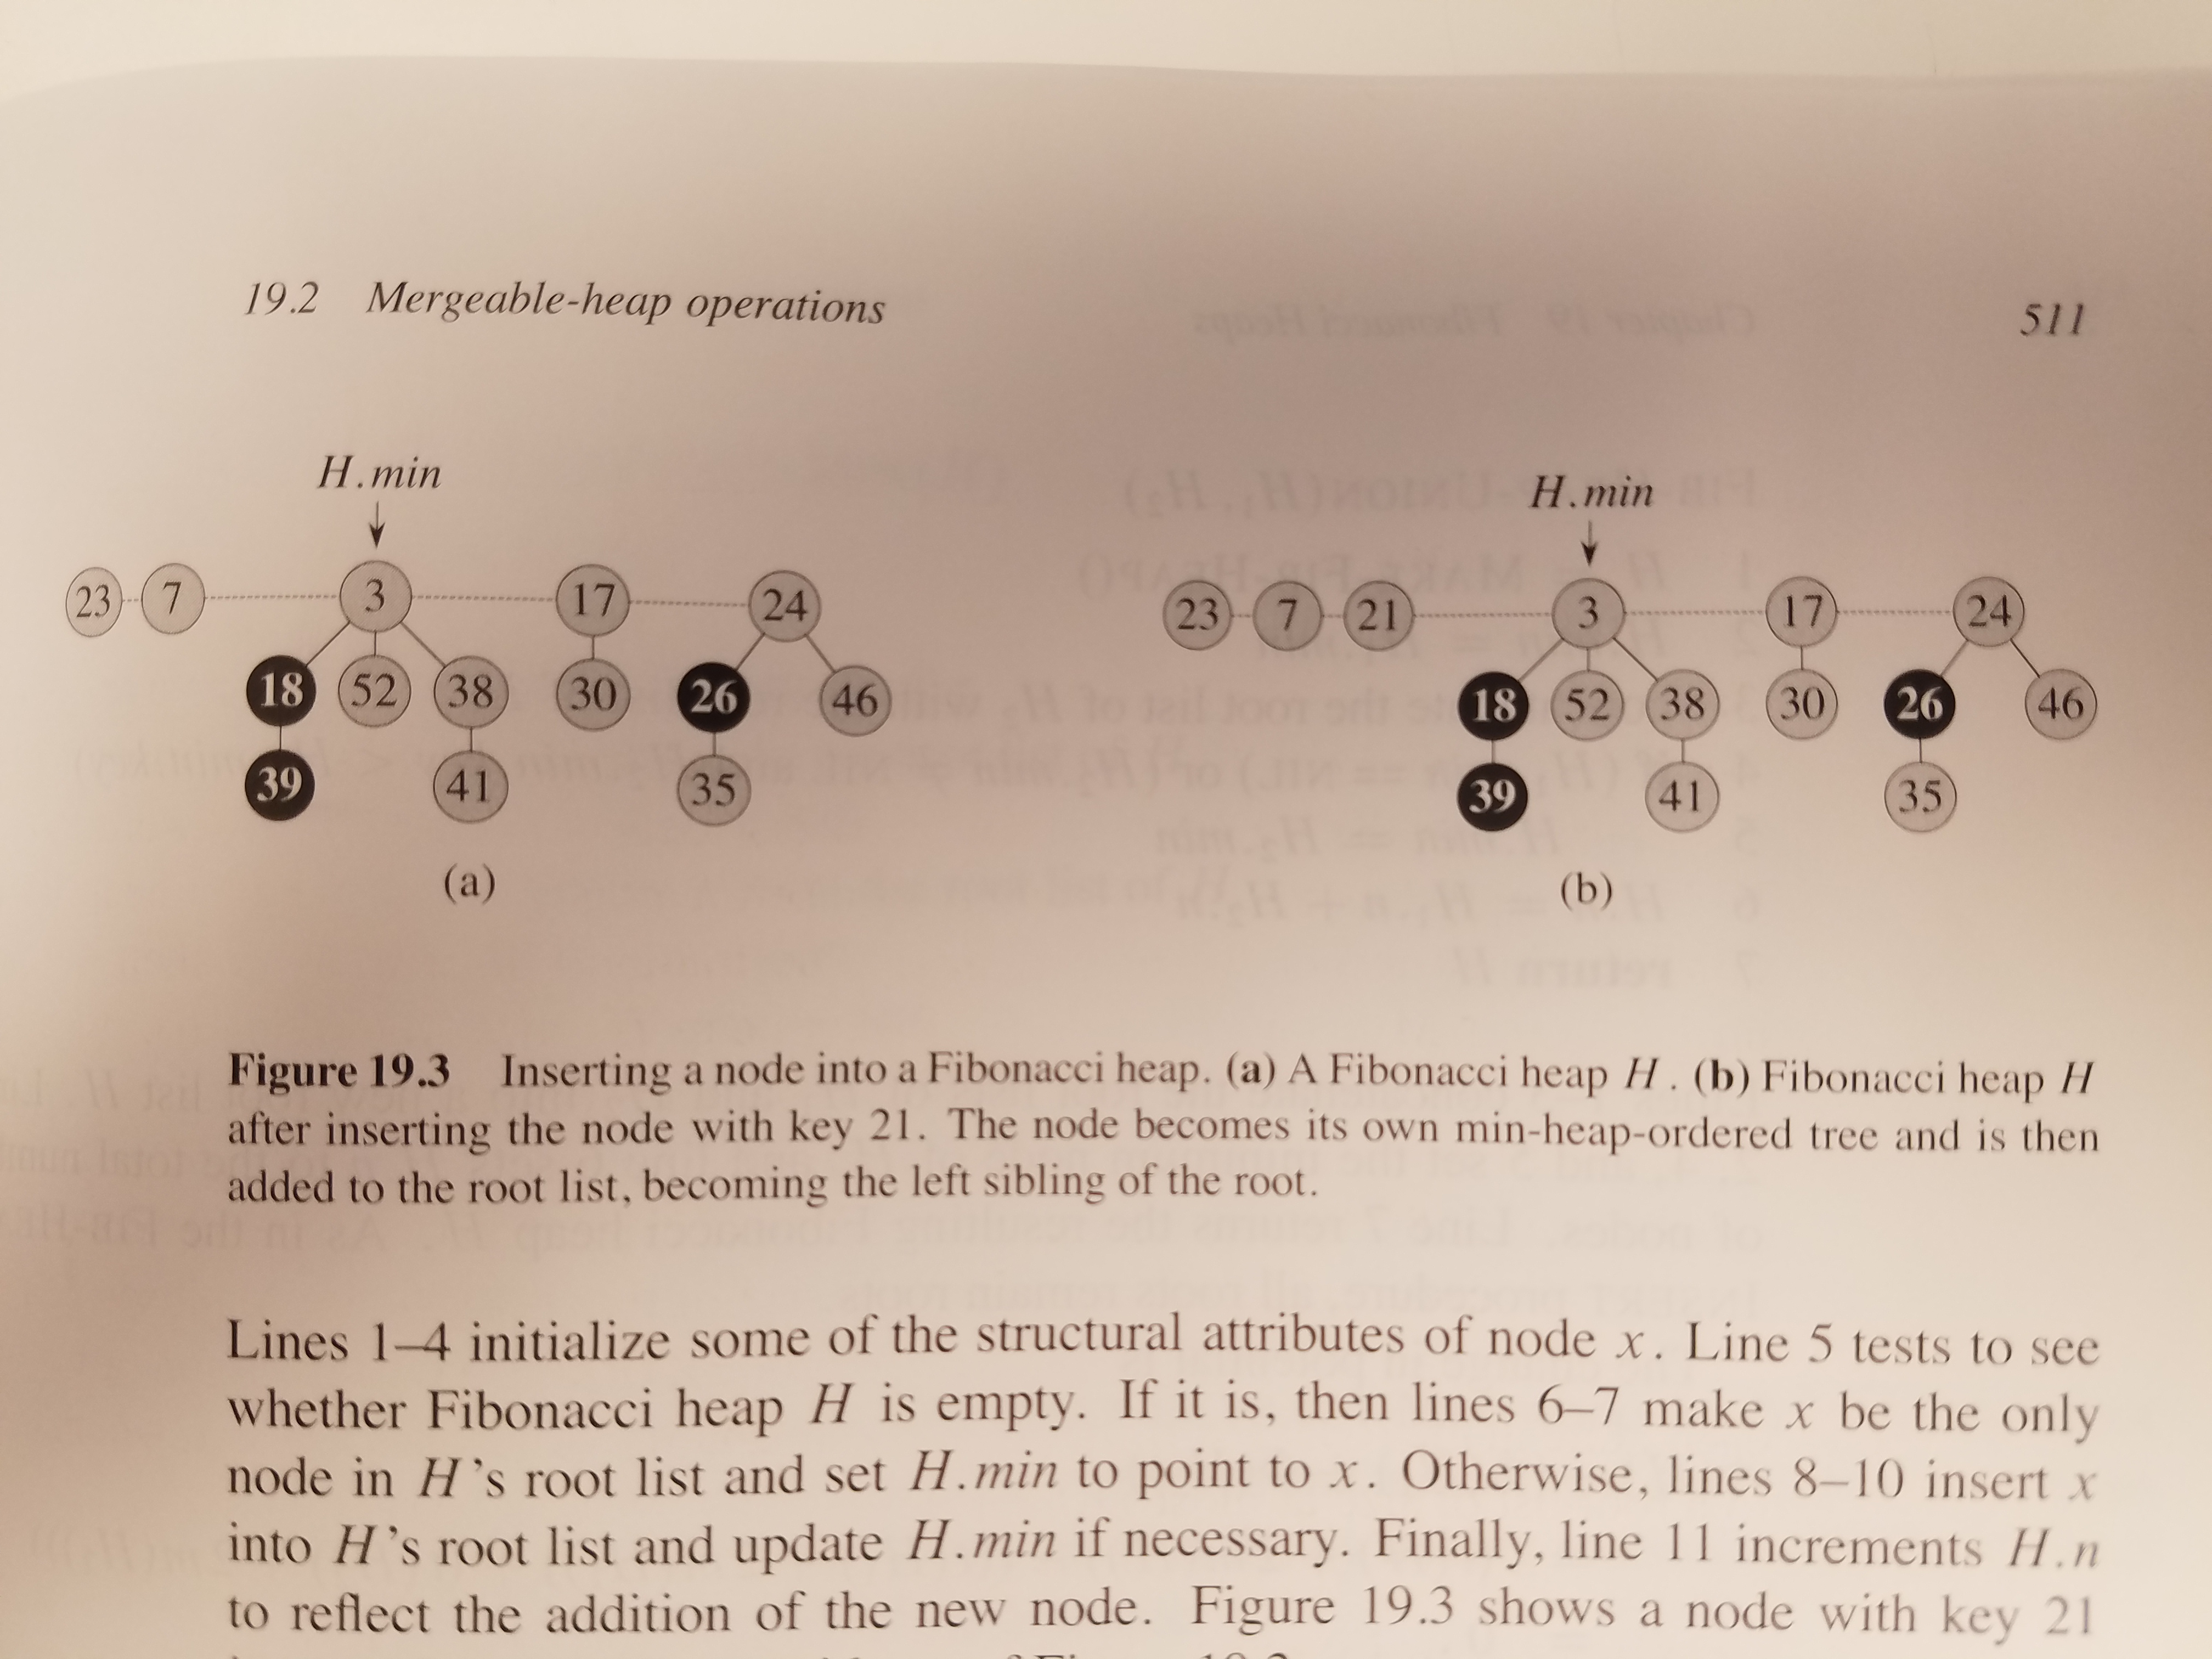 19.2 Mergeable-heap operations 511
H.min H.min
23 7 3 17 24 23 7 21 3 17 24
18 52 38 30 26 46 18 52 38 30 26 46
39 41 35 39 41 35
(a) (b)
Figure 19.3 Inserting a node into a Fibonacci heap. (a) A Fibonacci heap H. (b) Fibonacci heap H
after inserting the node with key 21. The node becomes its own min-heap-ordered tree and is then
added to the root list, becoming the left sibling of the root.
Lines 1–4 initialize some of the structural attributes of node x. Line 5 tests to see
whether Fibonacci heap H is empty. If it is, then lines 6–7 make x be the only
node in H's root list and set H.min to point to x. Otherwise, lines 8–10 insert x
into H's root list and update H.min if necessary. Finally, line 11 increments H.n
to reflect the addition of the new node. Figure 19.3 shows a node with key 21